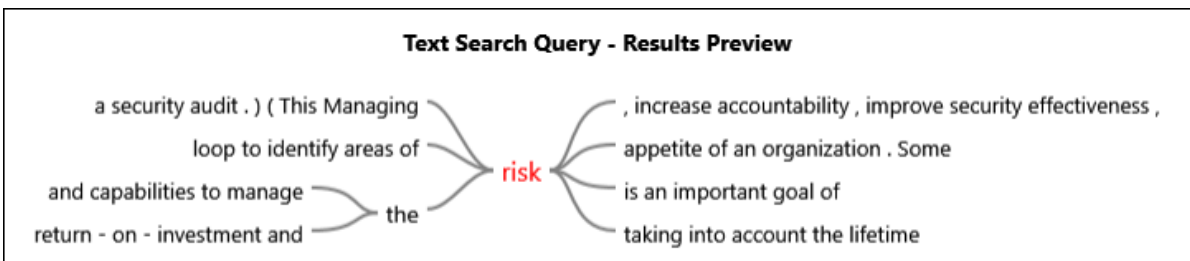 Text Search Query - Results Preview
a security audit . ) ( This Managing
loop to identify areas of
and capabilities to manage
return - on - investment and
the
risk
, increase accountability , improve security effectiveness ,
appetite of an organization . Some
is an important goal of
taking into account the lifetime